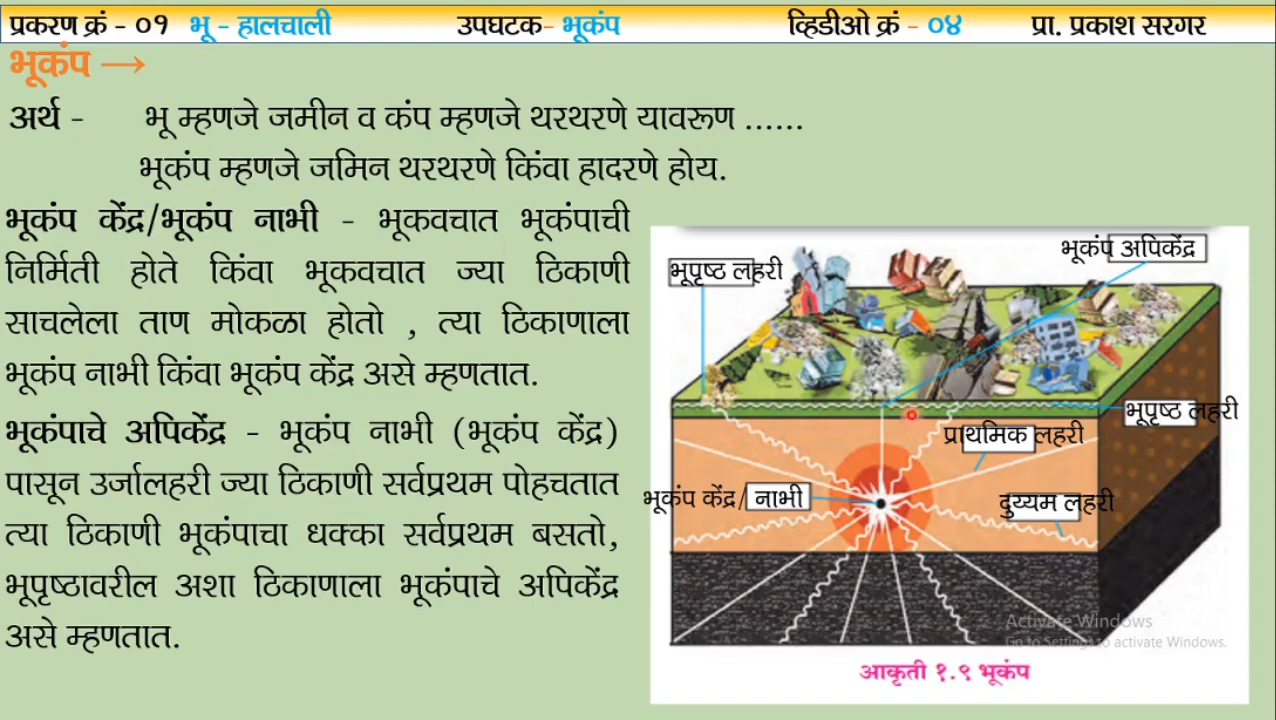 प्रकरण क्रं - ०१ भू - हालचाली उपघटक- भूकंप व्हिडीओ क्रं - ०४ प्रा. प्रकाश सरगर
भूकंप →
अर्थ - भू म्हणजे जमीन व कंप म्हणजे थरथरणे यावरूण ......
भूकंप म्हणजे जमिन थरथरणे किंवा हादरणे होय.
भूकंप केंद्र/भूकंप नाभी - भूकवचात भूकंपाची
निर्मिती होते किंवा भूकवचात ज्या ठिकाणी
साचलेला ताण मोकळा होतो , त्या ठिकाणाला
भूकंप नाभी किंवा भूकंप केंद्र असे म्हणतात.
भूकंपाचे अपिकेंद्र - भूकंप नाभी (भूकंप केंद्र)
पासून उर्जालहरी ज्या ठिकाणी सर्वप्रथम पोहचतात
त्या ठिकाणी भूकंपाचा धक्का सर्वप्रथम बसतो,
भूपृष्ठावरील अशा ठिकाणाला भूकंपाचे अपिकेंद्र
असे म्हणतात.
भूकंप अपिकेंद्र
भूपृष्ठ लहरी
भूपृष्ठ लहरी
प्राथमिक लहरी
भूकंप केंद्र/ नाभी
दुय्यम लहरी
Activate Windows
Go to Settings to activate Windows.
आकृती १.९ भूकंप